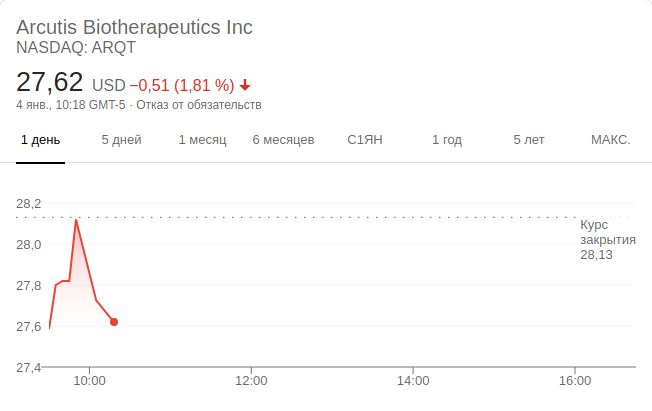 Arcutis Biotherapeutics Inc
NASDAQ: ARQT
27,62 USD −0,51 (1,81 %)
4 янв., 10:18 GMT-5 · Отказ от обязательств
1 день 5 дней 1 месяц 6 месяцев С1ЯН 1 год 5 лет МАКС.
28,2
28,0
27,8
27,6
27,4
Курс
закрытия
28,13
10:00 12:00 14:00 16:00